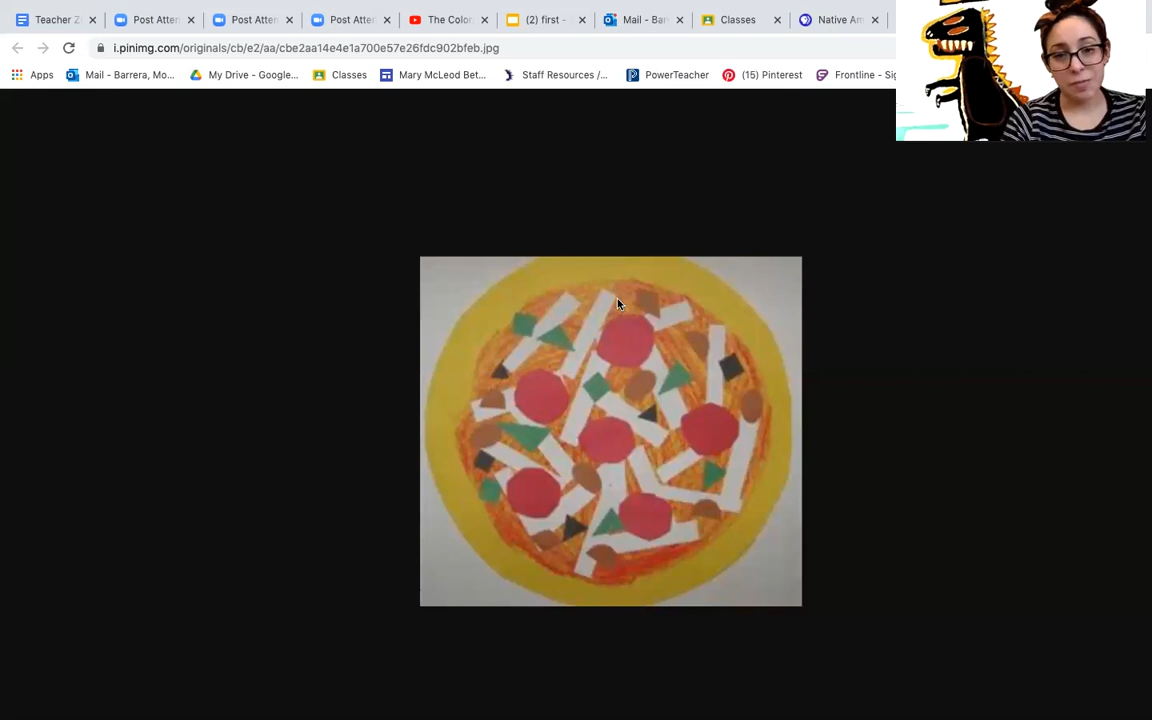 Teacher Zi
Post Atten
Post Atten
Post Atten
The Color
(2) first -
Mail - Barr
Classes
Native Am
i.pinimg.com/originals/cb/e2/aa/cbe2aa14e4e1a700e57e26fdc902bfeb.jpg
Apps
Mail - Barrera, Mo...
My Drive - Google...
Classes
Mary McLeod Bet...
Staff Resources /...
PowerTeacher
(15) Pinterest
Frontline - Sig